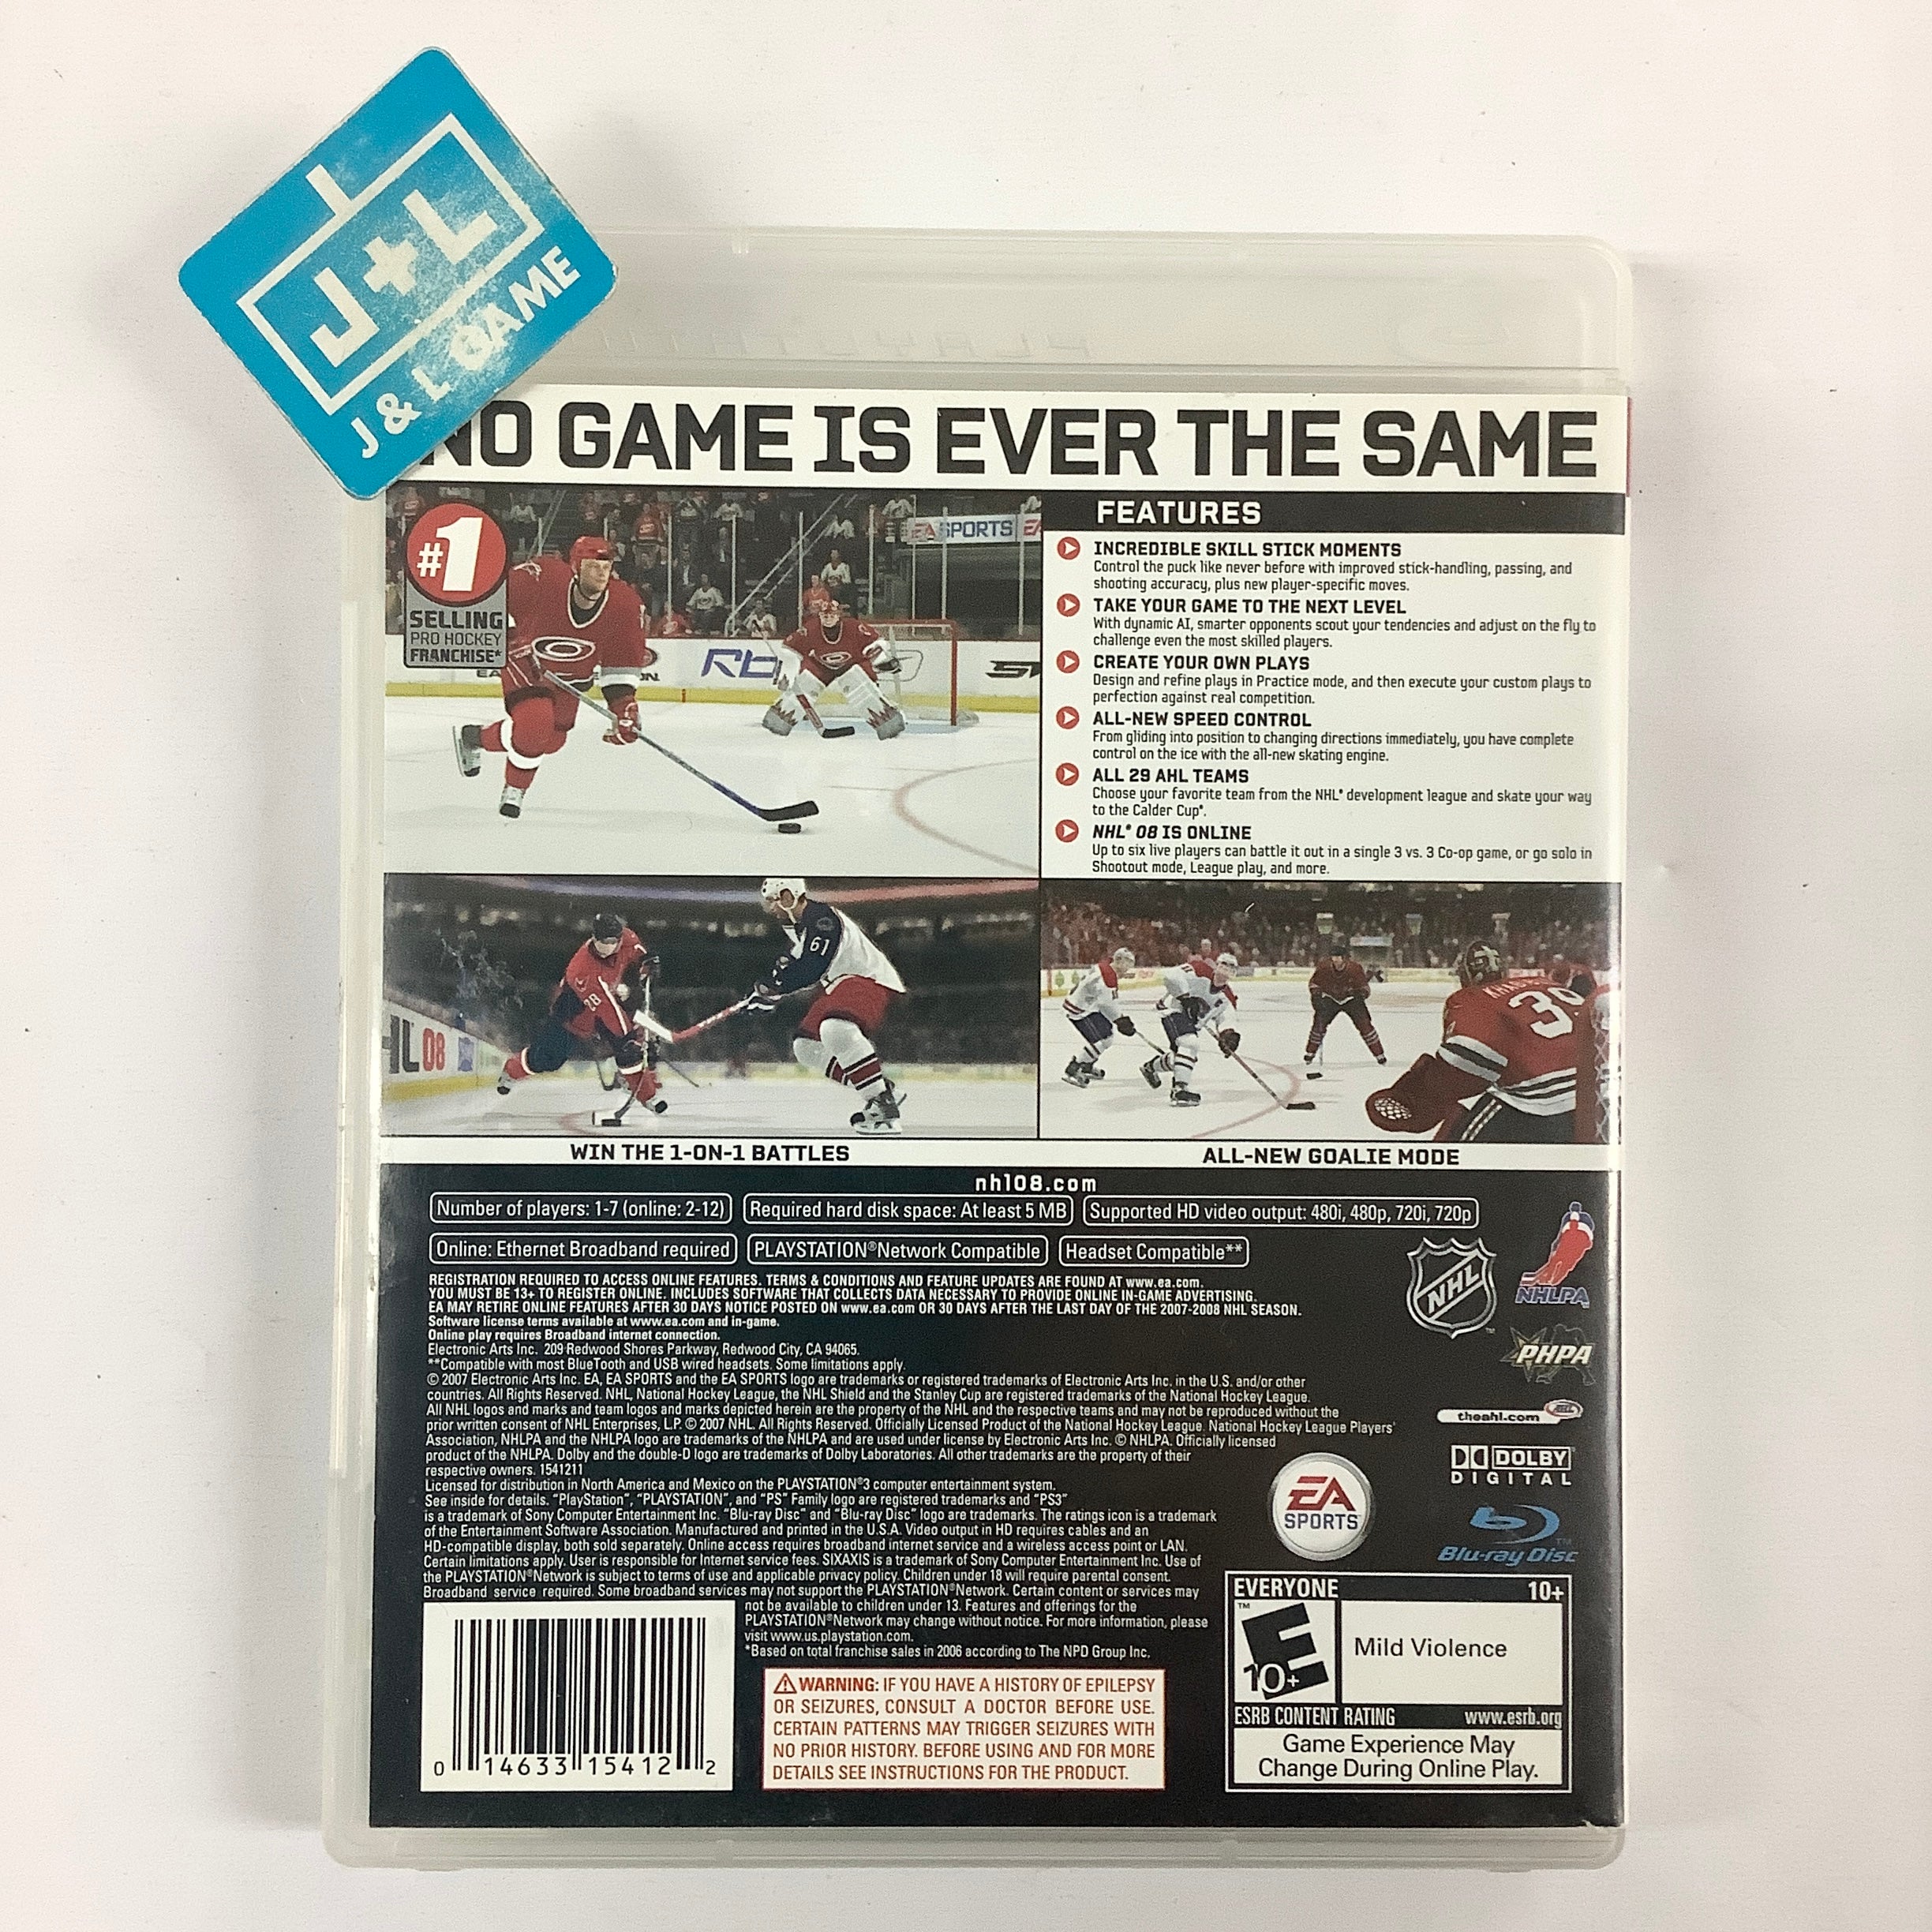 J+L
J & L GAME
NO GAME IS EVER THE SAME
#1
SELLING
PRO HOCKEY
FRANCHISE*
EA SPORTS
Rb
FEATURES
INCREDIBLE SKILL STICK MOMENTS
Control the puck like never before with improved stick-handling, passing, and
shooting accuracy, plus new player-specific moves.
TAKE YOUR GAME TO THE NEXT LEVEL
With dynamic AI, smarter opponents scout your tendencies and adjust on the fly to
challenge even the most skilled players.
CREATE YOUR OWN PLAYS
Design and refine plays in Practice mode, and then execute your custom plays to
perfection against real competition.
ALL-NEW SPEED CONTROL
From gliding into position to changing directions immediately, you have complete
control on the ice with the all-new skating engine.
ALL 29 AHL TEAMS
Choose your favorite team from the NHL® development league and skate your way
to the Calder Cup®.
NHL® 08 IS ONLINE
Up to six live players can battle it out in a single 3 vs. 3 Co-op game, or go solo in
Shootout mode, League play, and more.
61
28
HL 08
39
WIN THE 1-ON-1 BATTLES
ALL-NEW GOALIE MODE
nhl08.com
Number of players: 1-7 (online: 2-12) Required hard disk space: At least 5 MB Supported HD video output: 480i, 480p, 720i, 720p
Online: Ethernet Broadband required PLAYSTATION®Network Compatible Headset Compatible**
REGISTRATION REQUIRED TO ACCESS ONLINE FEATURES. TERMS & CONDITIONS AND FEATURE UPDATES ARE FOUND AT www.ea.com.
YOU MUST BE 13+ TO REGISTER ONLINE. INCLUDES SOFTWARE THAT COLLECTS DATA NECESSARY TO PROVIDE ONLINE IN-GAME ADVERTISING.
EA MAY RETIRE ONLINE FEATURES AFTER 30 DAYS NOTICE POSTED ON www.ea.com OR 30 DAYS AFTER THE LAST DAY OF THE 2007-2008 NHL SEASON.
Software license terms available at www.ea.com and in-game.
Online play requires Broadband internet connection.
Electronic Arts Inc. 209 Redwood Shores Parkway, Redwood City, CA 94065.
**Compatible with most BlueTooth and USB wired headsets. Some limitations apply.
© 2007 Electronic Arts Inc. EA, EA SPORTS and the EA SPORTS logo are trademarks or registered trademarks of Electronic Arts Inc. in the U.S. and/or other
countries. All Rights Reserved. NHL, National Hockey League, the NHL Shield and the Stanley Cup are registered trademarks of the National Hockey League.
All NHL logos and marks and team logos and marks depicted herein are the property of the NHL and the respective teams and may not be reproduced without the
prior written consent of NHL Enterprises, L.P. © 2007 NHL. All Rights Reserved. Officially Licensed Product of the National Hockey League. National Hockey League Players'
Association, NHLPA and the NHLPA logo are trademarks of the NHLPA and are used under license by Electronic Arts Inc. © NHLPA. Officially licensed
product of the NHLPA. Dolby and the double-D logo are trademarks of Dolby Laboratories. All other trademarks are the property of their
respective owners. 1541211
Licensed for distribution in North America and Mexico on the PLAYSTATION®3 computer entertainment system.
See inside for details. "PlayStation", "PLAYSTATION", and "PS" Family logo are registered trademarks and "PS3"
is a trademark of Sony Computer Entertainment Inc. "Blu-ray Disc" and "Blu-ray Disc" logo are trademarks. The ratings icon is a trademark
of the Entertainment Software Association. Manufactured and printed in the U.S.A. Video output in HD requires cables and an
HD-compatible display, both sold separately. Online access requires broadband internet service and a wireless access point or LAN.
Certain limitations apply. User is responsible for Internet service fees. SIXAXIS is a trademark of Sony Computer Entertainment Inc. Use of
the PLAYSTATION®Network is subject to terms of use and applicable privacy policy. Children under 18 will require parental consent.
Broadband service required. Some broadband services may not support the PLAYSTATION®Network. Certain content or services may
not be available to children under 13. Features and offerings for the
PLAYSTATION®Network may change without notice. For more information, please
visit www.us.playstation.com.
*Based on total franchise sales in 2006 according to The NPD Group Inc.
NHL™
NHLPA
PHPA
theahl.com
DOLBY
DIGITAL
EA
SPORTS™
Blu-ray Disc™
0 14633 15412 2
WARNING: IF YOU HAVE A HISTORY OF EPILEPSY
OR SEIZURES, CONSULT A DOCTOR BEFORE USE.
CERTAIN PATTERNS MAY TRIGGER SEIZURES WITH
NO PRIOR HISTORY. BEFORE USING AND FOR MORE
DETAILS SEE INSTRUCTIONS FOR THE PRODUCT.
EVERYONE 10+
™
E
10+
Mild Violence
ESRB CONTENT RATING www.esrb.org
Game Experience May
Change During Online Play.